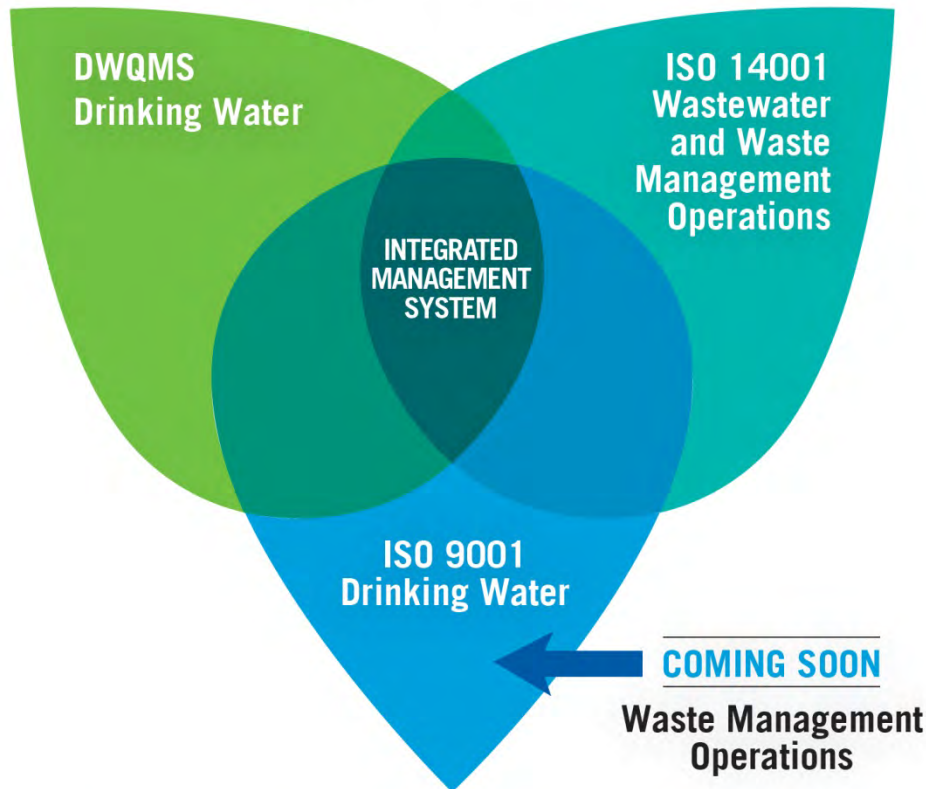 DWQMS
Drinking Water
ISO 14001
Wastewater
and Waste
Management
Operations
INTEGRATED
MANAGEMENT
SYSTEM
ISO 9001
Drinking Water
COMING SOON
Waste Management
Operations